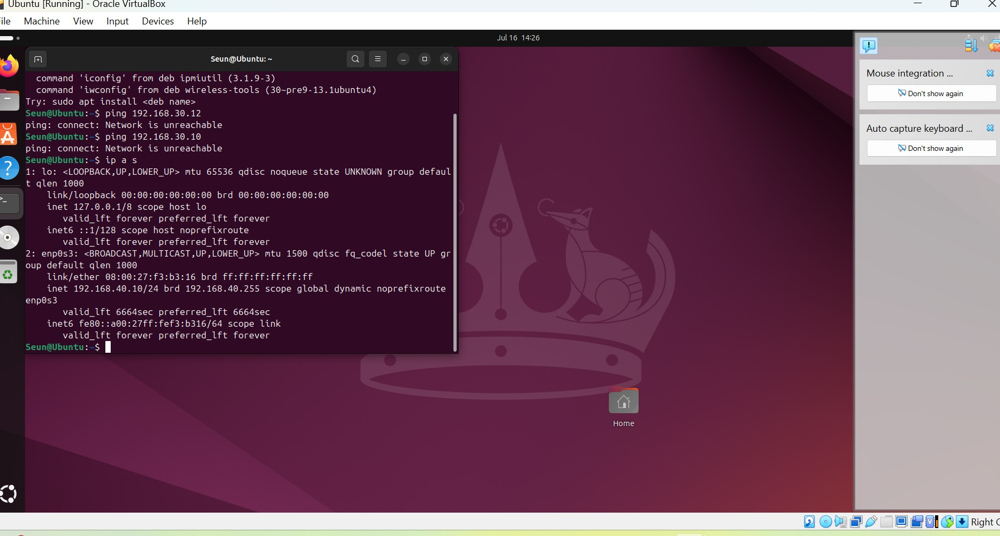 Ubuntu [Running] - Oracle VirtualBox
Machine View Input Devices Help
Jul 16 14:26
Seun@Ubuntu: ~
command 'iconfig' from deb ipmiutil (3.1.9-3)
command 'iwconfig' from deb wireless-tools (30~pre9-13.1ubuntu4)
Try: sudo apt install <deb name>
Seun@Ubuntu:~$ ping 192.168.30.12
ping: connect: Network is unreachable
Seun@Ubuntu:~$ ping 192.168.30.10
ping: connect: Network is unreachable
Seun@Ubuntu:~$ ip a s
1: lo: <LOOPBACK,UP,LOWER_UP> mtu 65536 qdisc noqueue state UNKNOWN group defaul
t qlen 1000
link/loopback 00:00:00:00:00:00 brd 00:00:00:00:00:00
inet 127.0.0.1/8 scope host lo
valid_lft forever preferred_lft forever
inet6 ::1/128 scope host noprefixroute
valid_lft forever preferred_lft forever
2: enp0s3: <BROADCAST,MULTICAST,UP,LOWER_UP> mtu 1500 qdisc fq_codel state UP gr
oup default qlen 1000
link/ether 08:00:27:f3:b3:16 brd ff:ff:ff:ff:ff:ff
inet 192.168.40.10/24 brd 192.168.40.255 scope global dynamic noprefixroute
enp0s3
valid_lft 6664sec preferred_lft 6664sec
inet6 fe80::a00:27ff:fef3:b316/64 scope link
valid_lft forever preferred_lft forever
Seun@Ubuntu:~$
Mouse integration ...
Don't show again
Auto capture keyboard ...
Don't show again
Home
Right